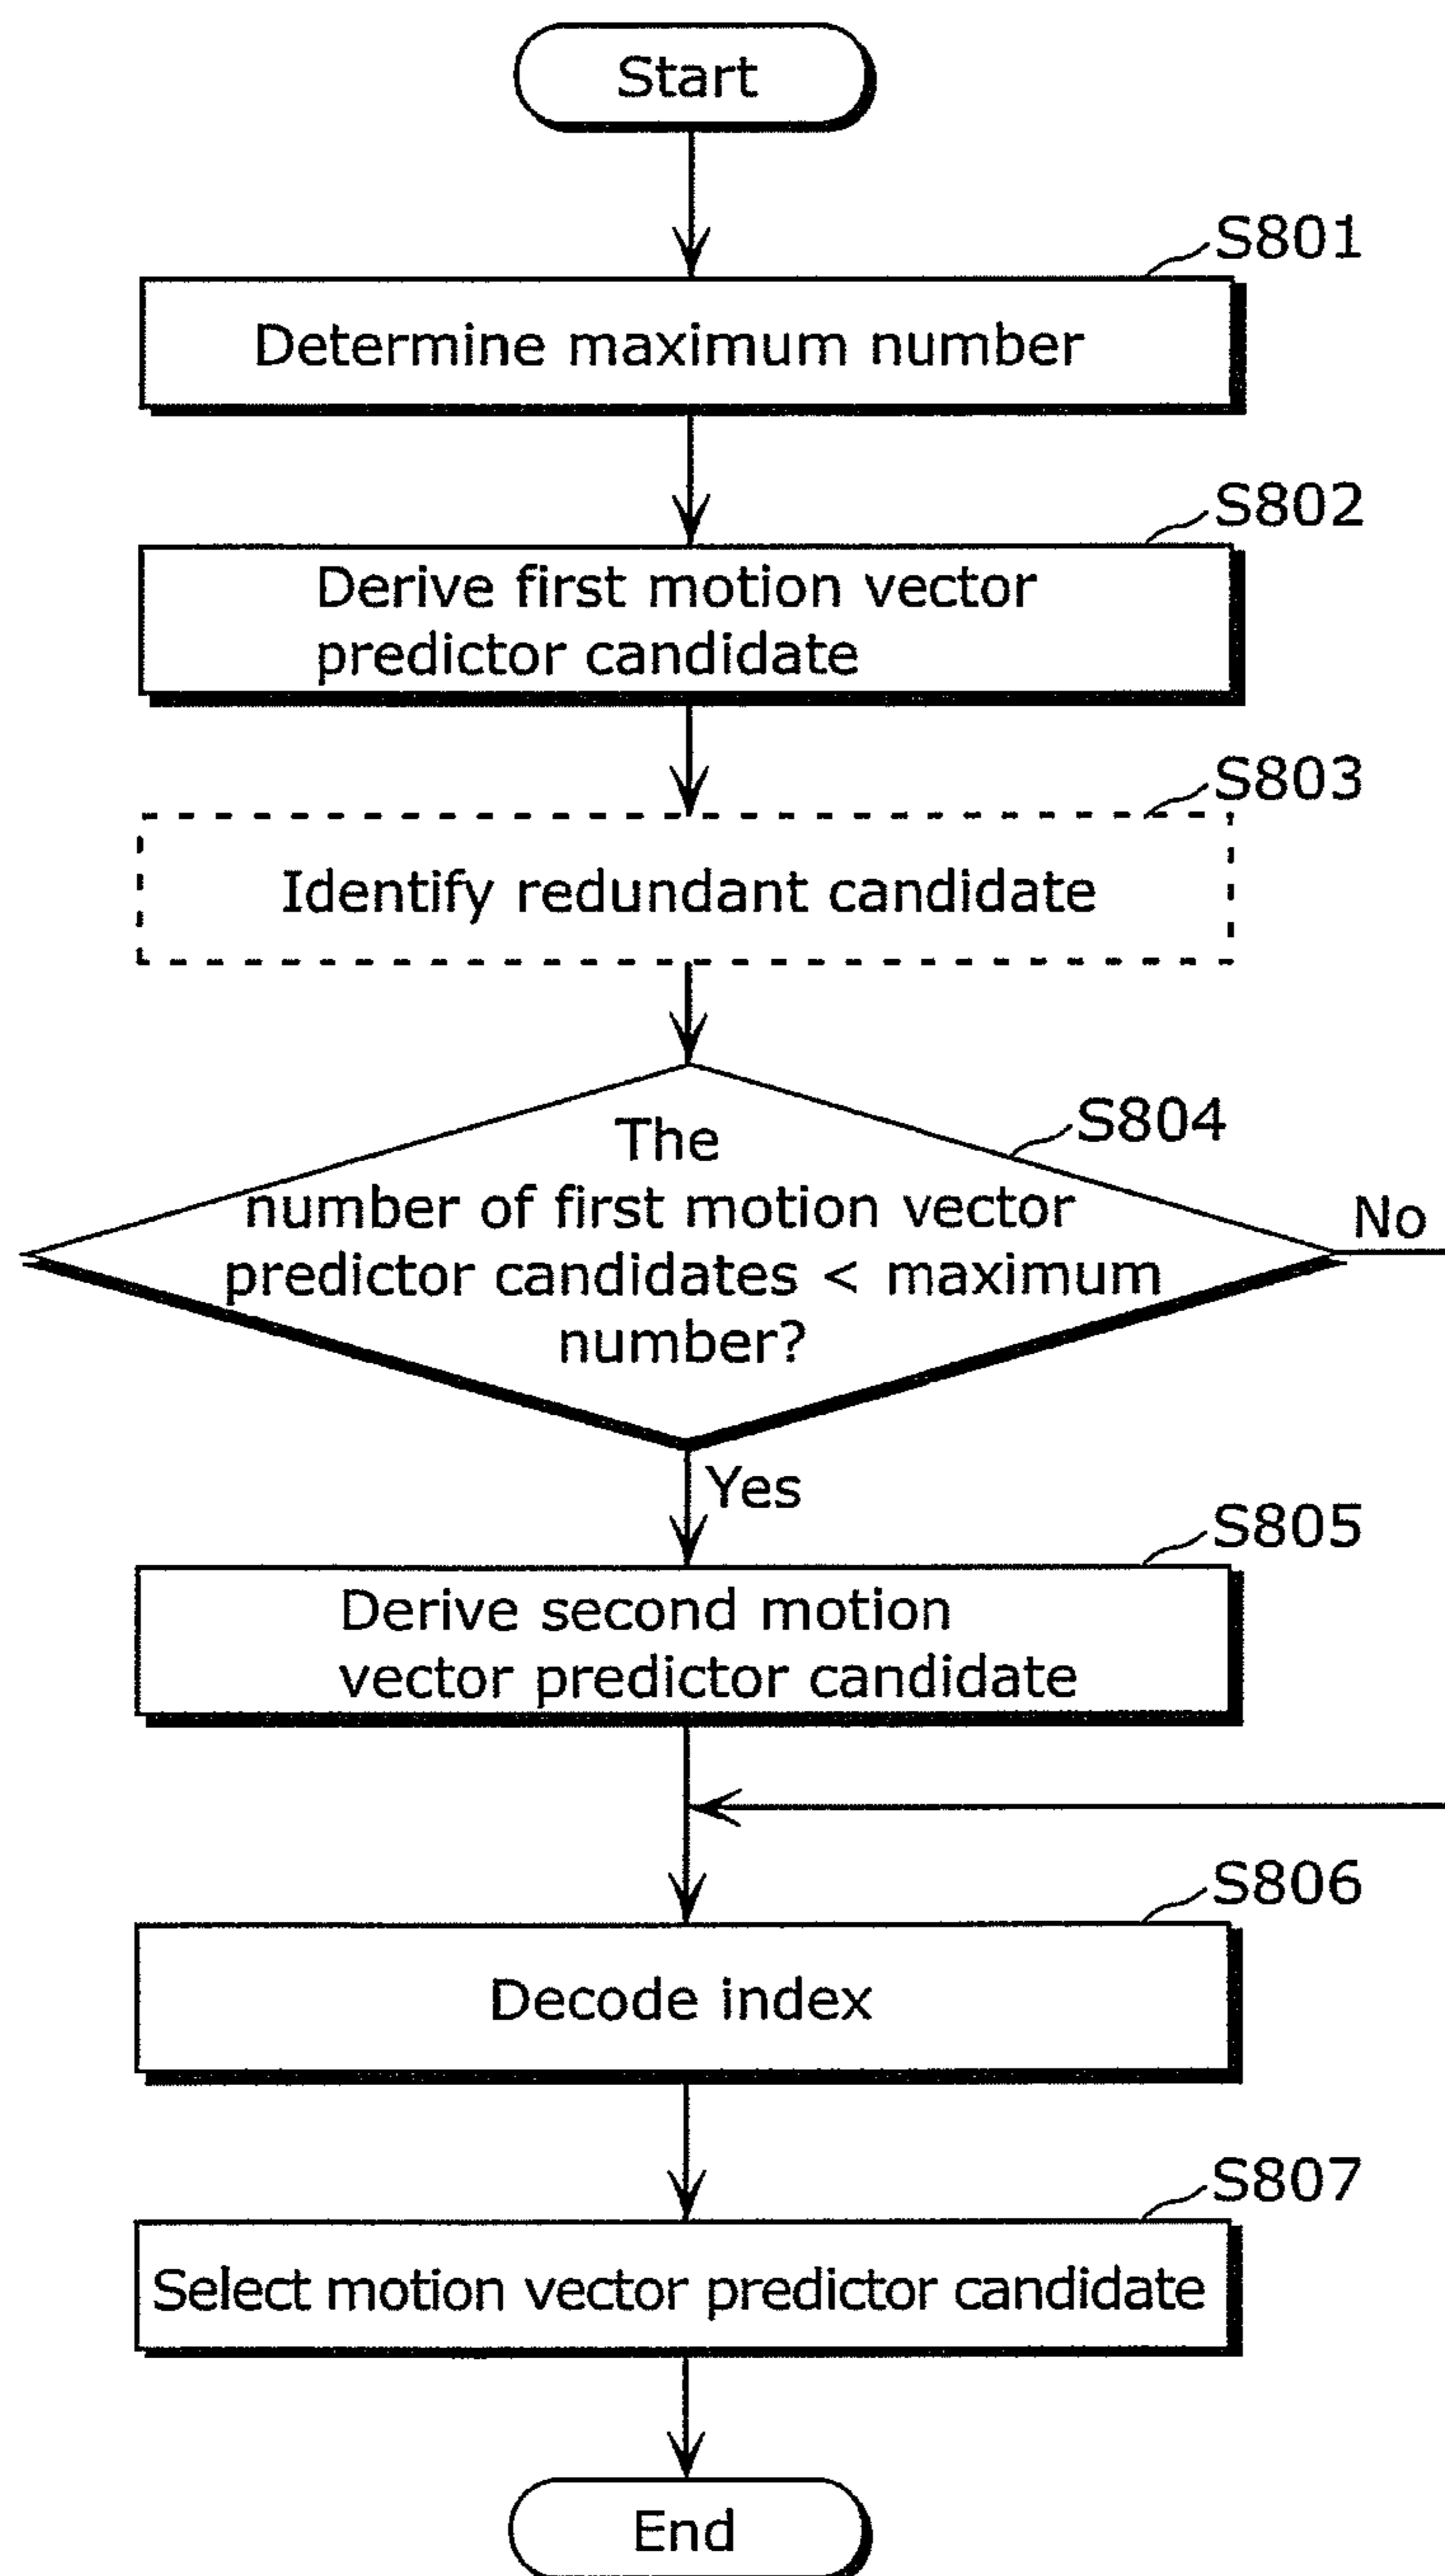 Start
S801
Determine maximum number
S802
Derive first motion vector
predictor candidate
S803
Identify redundant candidate
S804
The
number of first motion vector
predictor candidates < maximum
number?
No
Yes
S805
Derive second motion
vector predictor candidate
S806
Decode index
S807
Select motion vector predictor candidate
End